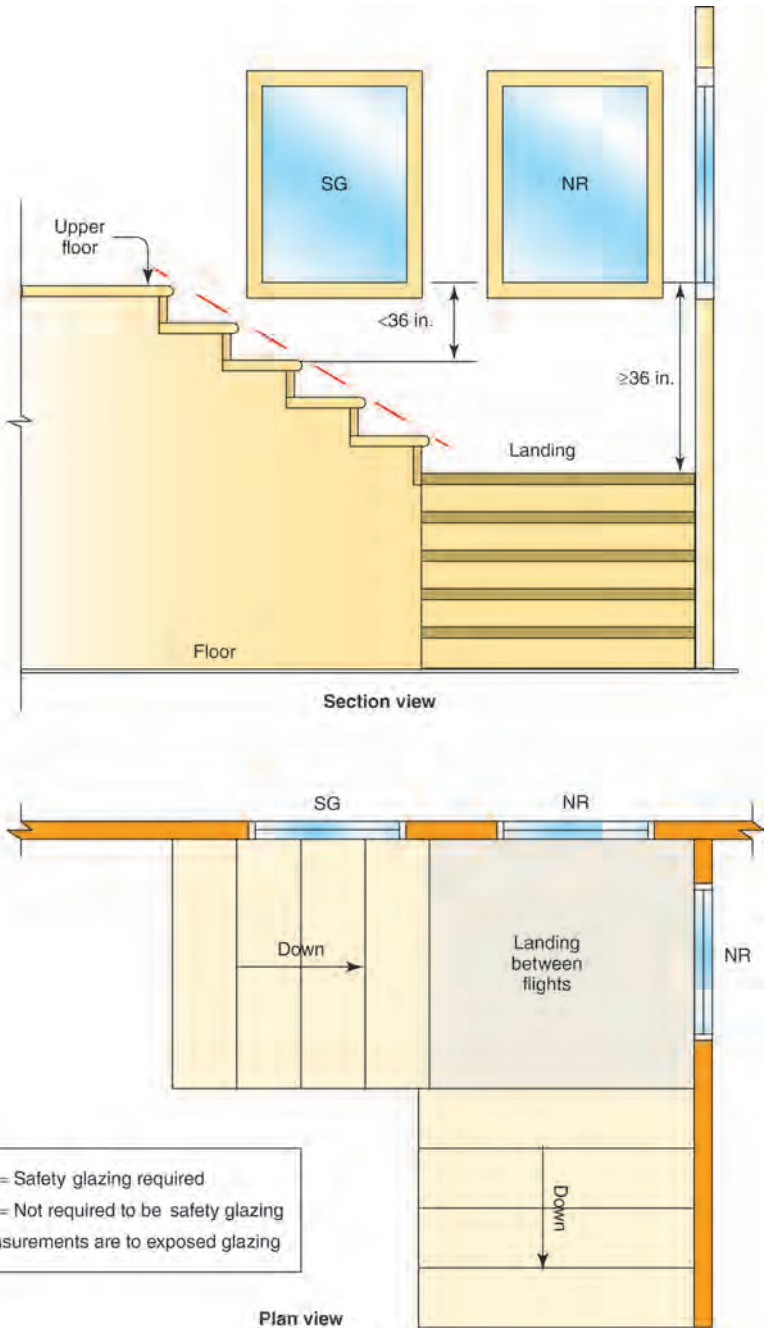 SG
NR
Upper
floor
<36 in.
≥36 in.
Landing
Floor
Section view
SG
NR
Down
Landing
between
flights
NR
Down
= Safety glazing required
= Not required to be safety glazing
asurements are to exposed glazing
Plan view